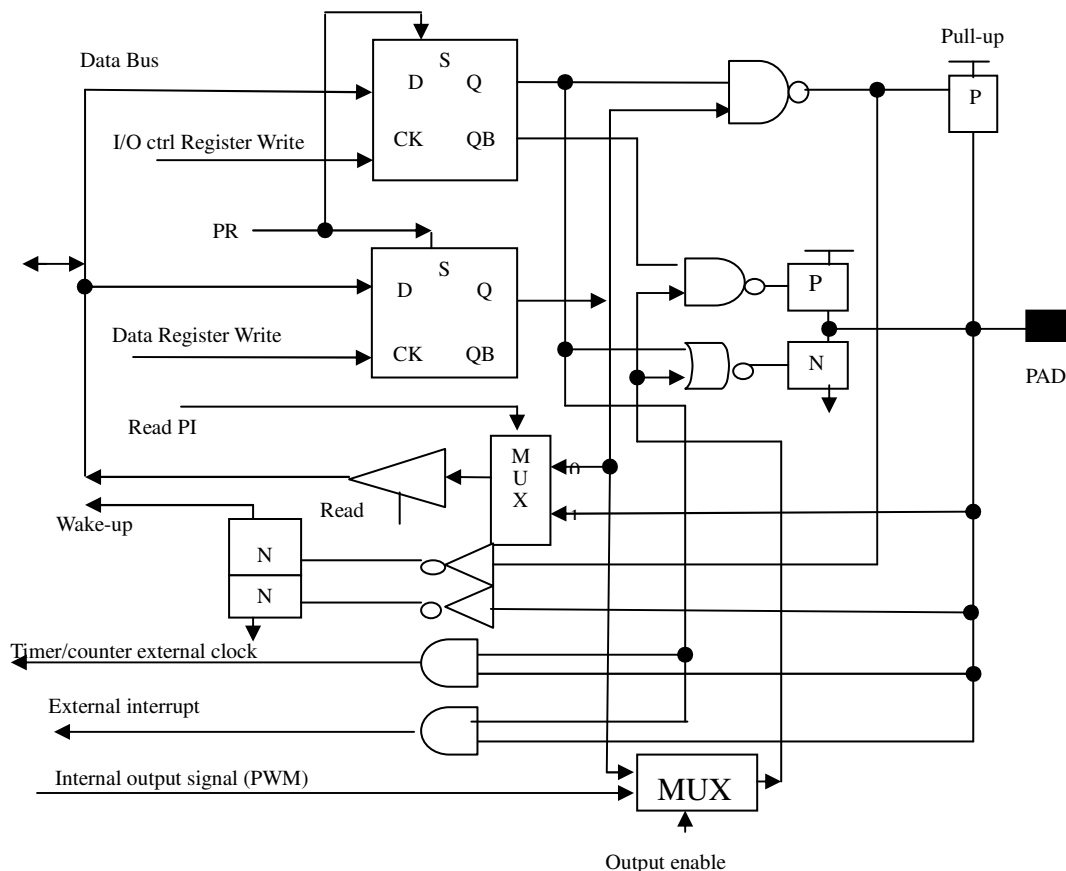 Pull-up
Data Bus
S
D Q
P
I/O ctrl Register Write
CK QB
PR
S
D Q
P
Data Register Write
CK QB
N
PAD
Read PI
M
U
X
0
Read
1
Wake-up
N
N
Timer/counter external clock
External interrupt
Internal output signal (PWM)
MUX
Output enable